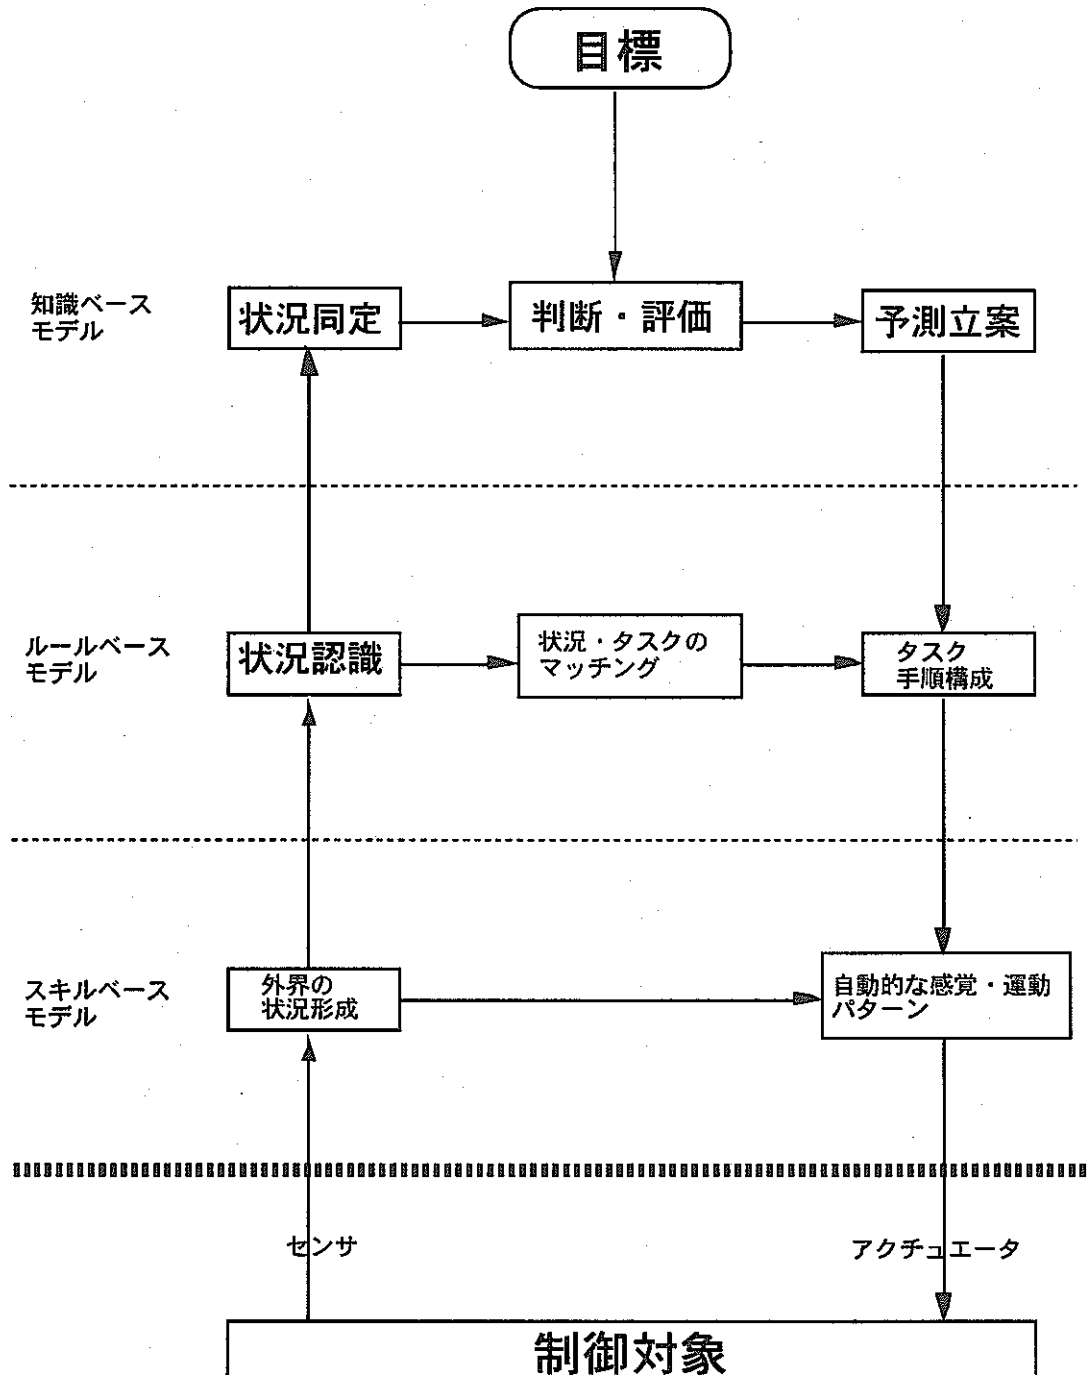 目標
知識ベース
モデル
状況同定
判断・評価
予測立案
ルールベース
モデル
状況認識
状況・タスクの
マッチング
タスク
手順構成
スキルベース
モデル
外界の
状況形成
自動的な感覚・運動
パターン
センサ
アクチュエータ
制御対象